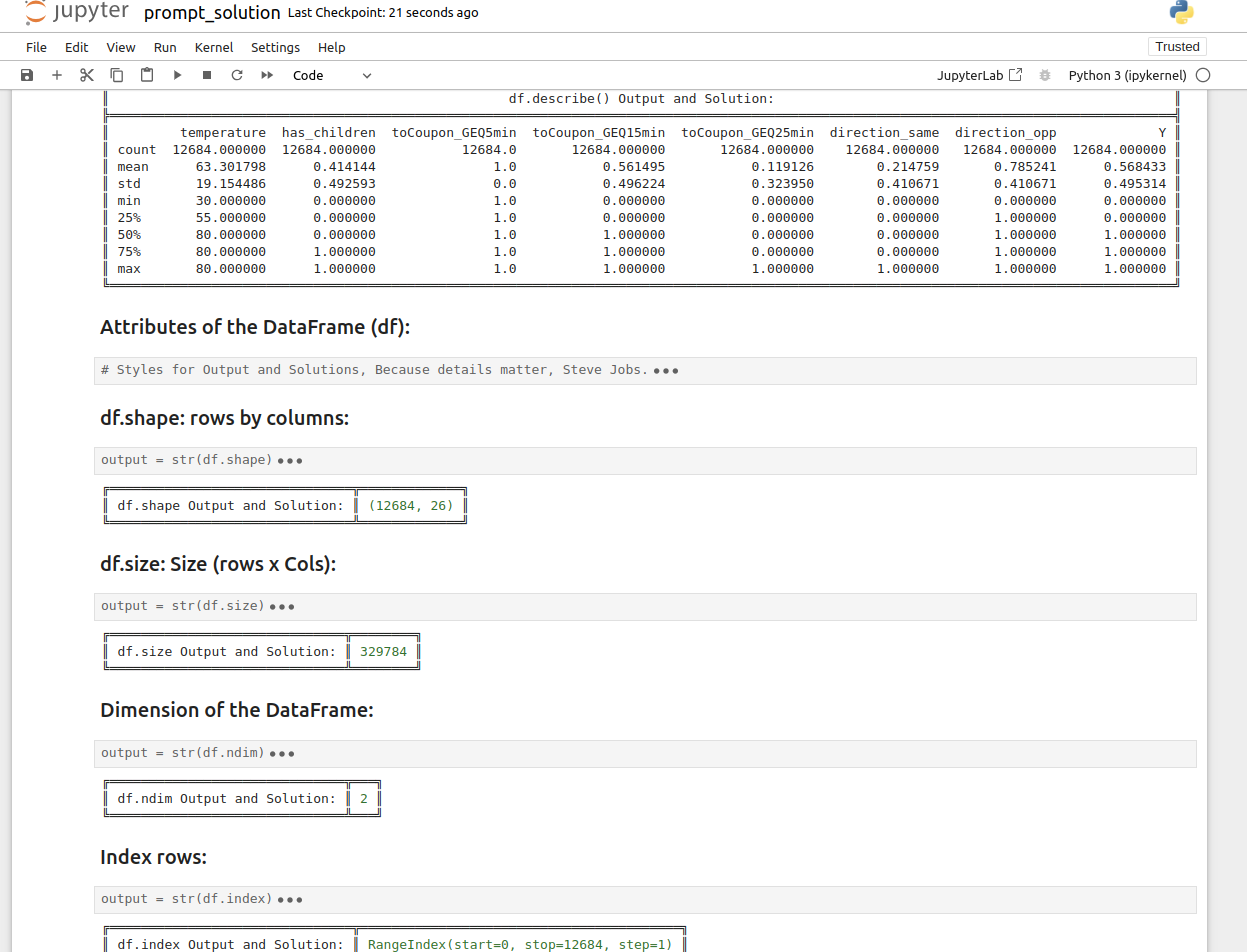 jupyter prompt_solution Last Checkpoint: 21 seconds ago
File Edit View Run Kernel Settings Help Trusted
Code JupyterLab Python 3 (ipykernel)
df.describe() Output and Solution:
temperature has_children toCoupon_GEQ5min toCoupon_GEQ15min toCoupon_GEQ25min direction_same direction_opp Y
count 12684.000000 12684.000000 12684.0 12684.000000 12684.000000 12684.000000 12684.000000 12684.000000
mean 63.301798 0.414144 1.0 0.561495 0.119126 0.214759 0.785241 0.568433
std 19.154486 0.492593 0.0 0.496224 0.323950 0.410671 0.410671 0.495314
min 30.000000 0.000000 1.0 0.000000 0.000000 0.000000 0.000000 0.000000
25% 55.000000 0.000000 1.0 0.000000 0.000000 0.000000 1.000000 0.000000
50% 80.000000 0.000000 1.0 1.000000 0.000000 0.000000 1.000000 1.000000
75% 80.000000 1.000000 1.0 1.000000 0.000000 0.000000 1.000000 1.000000
max 80.000000 1.000000 1.0 1.000000 1.000000 1.000000 1.000000 1.000000
Attributes of the DataFrame (df):
# Styles for Output and Solutions, Because details matter, Steve Jobs. •••
df.shape: rows by columns:
output = str(df.shape) •••
df.shape Output and Solution: (12684, 26)
df.size: Size (rows x Cols):
output = str(df.size) •••
df.size Output and Solution: 329784
Dimension of the DataFrame:
output = str(df.ndim) •••
df.ndim Output and Solution: 2
Index rows:
output = str(df.index) •••
df.index Output and Solution: RangeIndex(start=0, stop=12684, step=1)